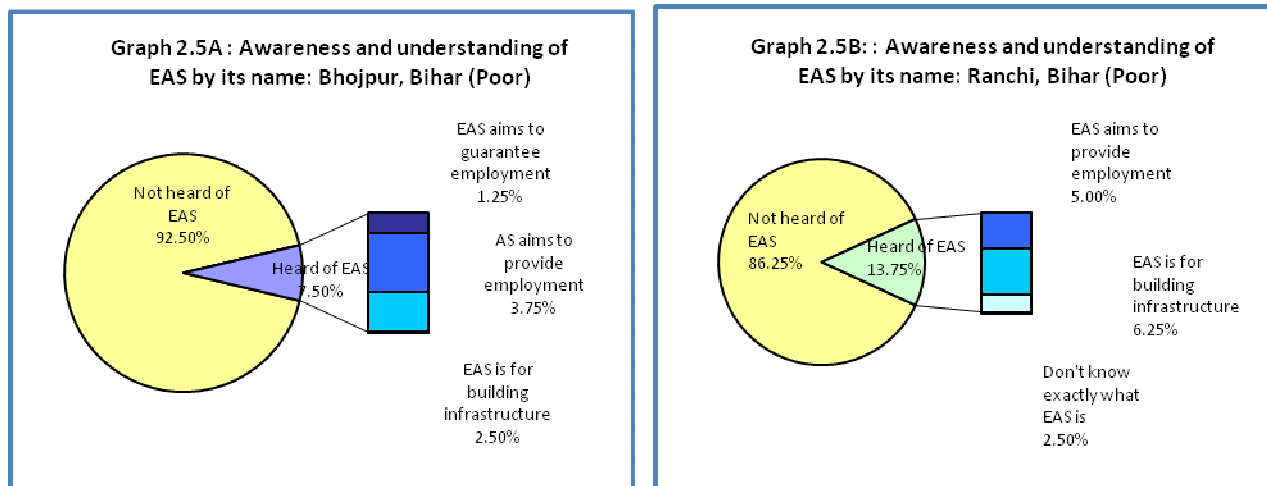 Graph 2.5A : Awareness and understanding of
EAS by its name: Bhojpur, Bihar (Poor)
EAS aims to
guarantee
employment
1.25%
Not heard of
EAS
92.50%
Heard of EAS
7.50%
AS aims to
provide
employment
3.75%
EAS is for
building
infrastructure
2.50%
Graph 2.5B: : Awareness and understanding of
EAS by its name: Ranchi, Bihar (Poor)
EAS aims to
provide
employment
5.00%
Not heard of
EAS
86.25%
Heard of EAS
13.75%
EAS is for
building
infrastructure
6.25%
Don't know
exactly what
EAS is
2.50%